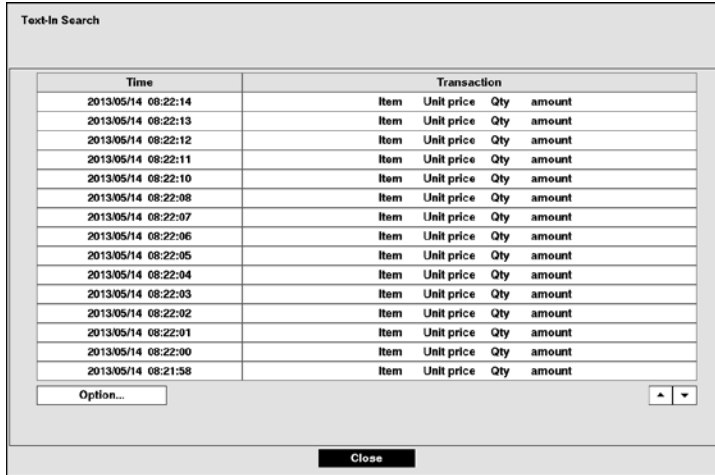 Text-In Search
Time Transaction
2013/05/14 08:22:14 Item Unit price Qty amount
2013/05/14 08:22:13 Item Unit price Qty amount
2013/05/14 08:22:12 Item Unit price Qty amount
2013/05/14 08:22:11 Item Unit price Qty amount
2013/05/14 08:22:10 Item Unit price Qty amount
2013/05/14 08:22:08 Item Unit price Qty amount
2013/05/14 08:22:07 Item Unit price Qty amount
2013/05/14 08:22:06 Item Unit price Qty amount
2013/05/14 08:22:05 Item Unit price Qty amount
2013/05/14 08:22:04 Item Unit price Qty amount
2013/05/14 08:22:03 Item Unit price Qty amount
2013/05/14 08:22:02 Item Unit price Qty amount
2013/05/14 08:22:01 Item Unit price Qty amount
2013/05/14 08:22:00 Item Unit price Qty amount
2013/05/14 08:21:58 Item Unit price Qty amount
Option...
Close